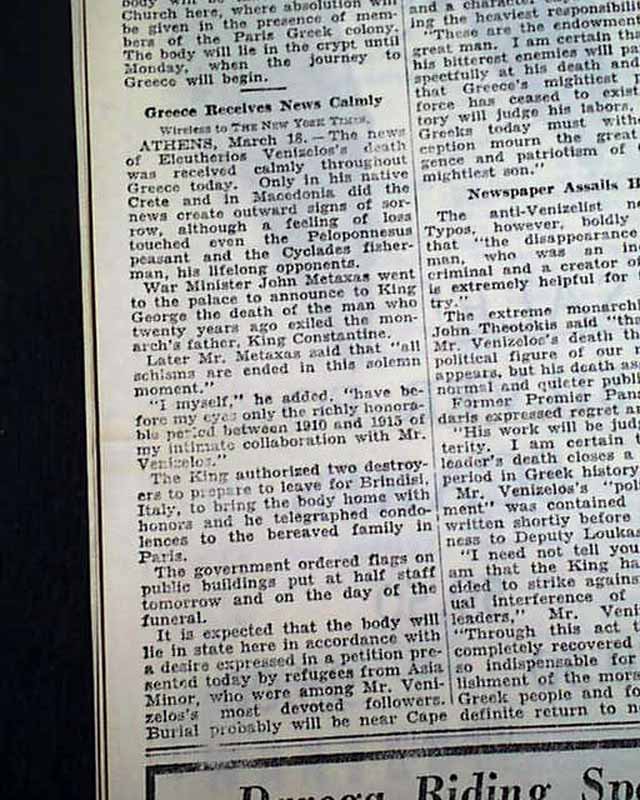 body will be
Church here, where absolution will
be given in the presence of mem-
bers of the Paris Greek colony.
The body will lie in the crypt until
Monday, when the journey to
Greece will begin.
Greece Receives News Calmly
Wireless to THE NEW YORK TIMES.
ATHENS, March 18.—The news
of Eleutherios Venizelos's death
was received calmly throughout
Greece today. Only in his native
Crete and in Macedonia did the
news create outward signs of sor-
row, although a feeling of loss
touched even the Peloponnesus
peasant and the Cyclades fisher-
man, his lifelong opponents.
War Minister John Metaxas went
to the palace to announce to King
George the death of the man who
twenty years ago exiled the mon-
arch's father, King Constantine.
Later Mr. Metaxas said that "all
schisms are ended in this solemn
moment."
"I myself," he added, "have be-
fore my eyes only the richly honora-
ble period between 1910 and 1915 of
my intimate collaboration with Mr.
Venizelos."
The King authorized two destroy-
ers to prepare to leave for Brindisi,
Italy, to bring the body home with
honors and he telegraphed condo-
lences to the bereaved family in
Paris.
The government ordered flags on
public buildings put at half staff
tomorrow and on the day of the
funeral.
It is expected that the body will
lie in state here in accordance with
a desire expressed in a petition pre-
sented today by refugees from Asia
Minor, who were among Mr. Veni-
zelos's most devoted followers.
Burial probably will be near Cape
and a character
ing the heaviest responsibili
"These are the endowment
great man. I am certain tha
his bitterest enemies will pa
spectfully at his death and
that Greece's mightiest
force has ceased to exist
tory will judge his labors,
Greeks today must with
ception mourn the great
gence and patriotism of
mightiest son."
Newspaper Assails H
The anti-Venizelist ne
Typos, however, boldly
that "the disappearance
man, who was an in
criminal and a creator of
is extremely helpful for
try."
The extreme monarchi
John Theotokis said "tha
Mr. Venizelos's death th
political figure of our
appears, but his death as
normal and quieter publi
Former Premier Pana
daris expressed regret a
"His work will be judg
terity. I am certain t
leader's death closes a
period in Greek history
Mr. Venizelos's "poli
ment" was contained
written shortly before
ness to Deputy Loukas
"I need not tell you
am that the King ha
cided to strike agains
ual interference of
leaders," Mr. Veni
"Through this act t
completely recovered
so indispensable for
lishment of the mora
Greek people and fo
definite return to n
Riding Sp